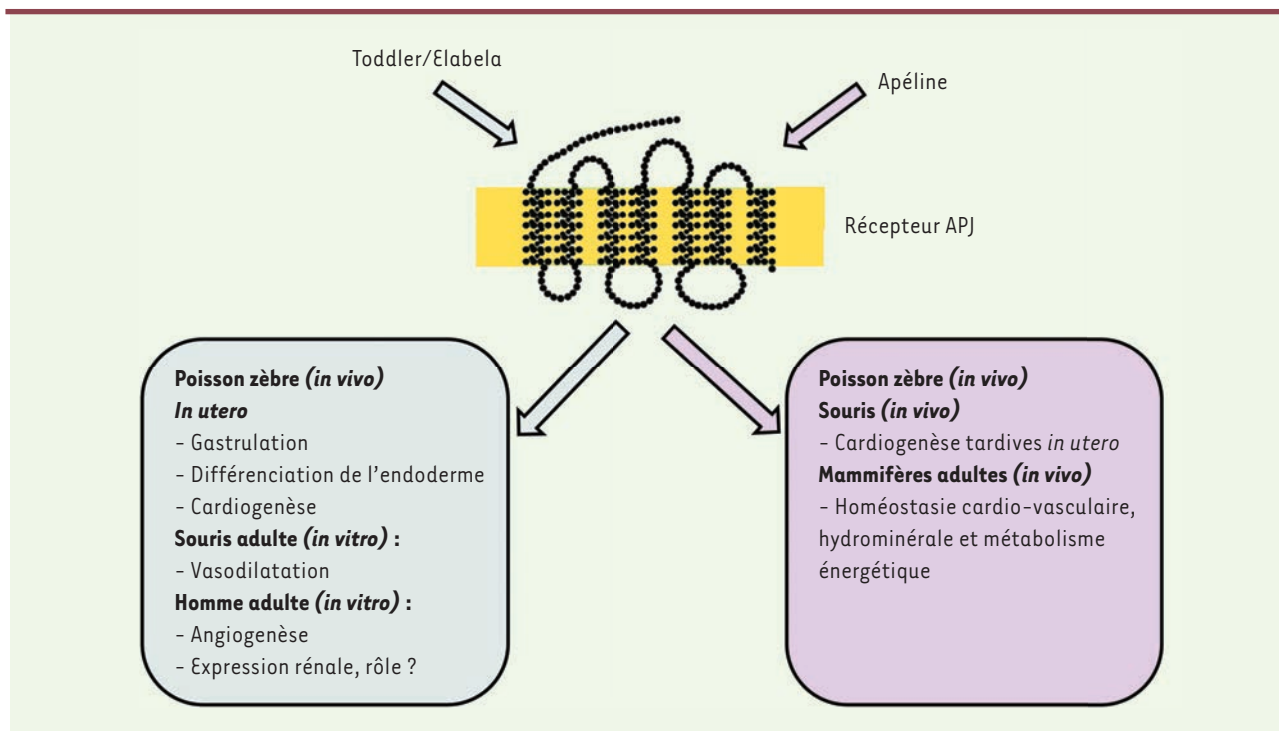 Toddler/Elabela
Apéline
Récepteur APJ
Poisson zèbre (in vivo)
In utero
- Gastrulation
- Différenciation de l'endoderme
- Cardiogenèse
Souris adulte (in vitro) :
- Vasodilatation
Homme adulte (in vitro) :
- Angiogenèse
- Expression rénale, rôle ?
Poisson zèbre (in vivo)
Souris (in vivo)
- Cardiogenèse tardives in utero
Mammifères adultes (in vivo)
- Homéostasie cardio-vasculaire,
hydrominérale et métabolisme
énergétique